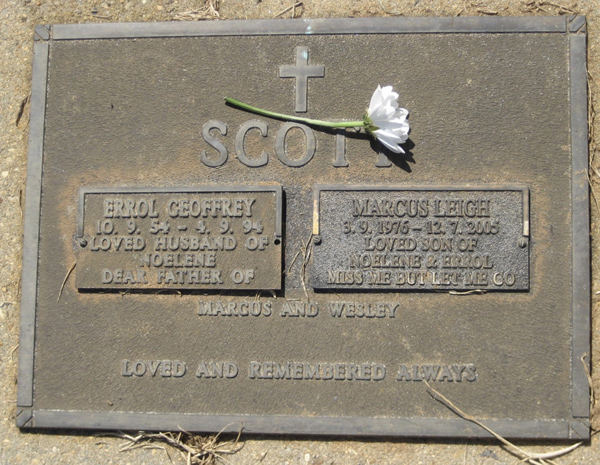 SCOTT
ERROL GEOFFREY
10. 9. 54 - 4. 9. 94
LOVED HUSBAND OF
NOELENE
DEAR FATHER OF
MARCUS LEIGH
3. 9. 1976 - 12. 7. 2005
LOVED SON OF
NOELENE & ERROL
MISS ME BUT LET ME GO
MARCUS AND WESLEY
LOVED AND REMEMBERED ALWAYS